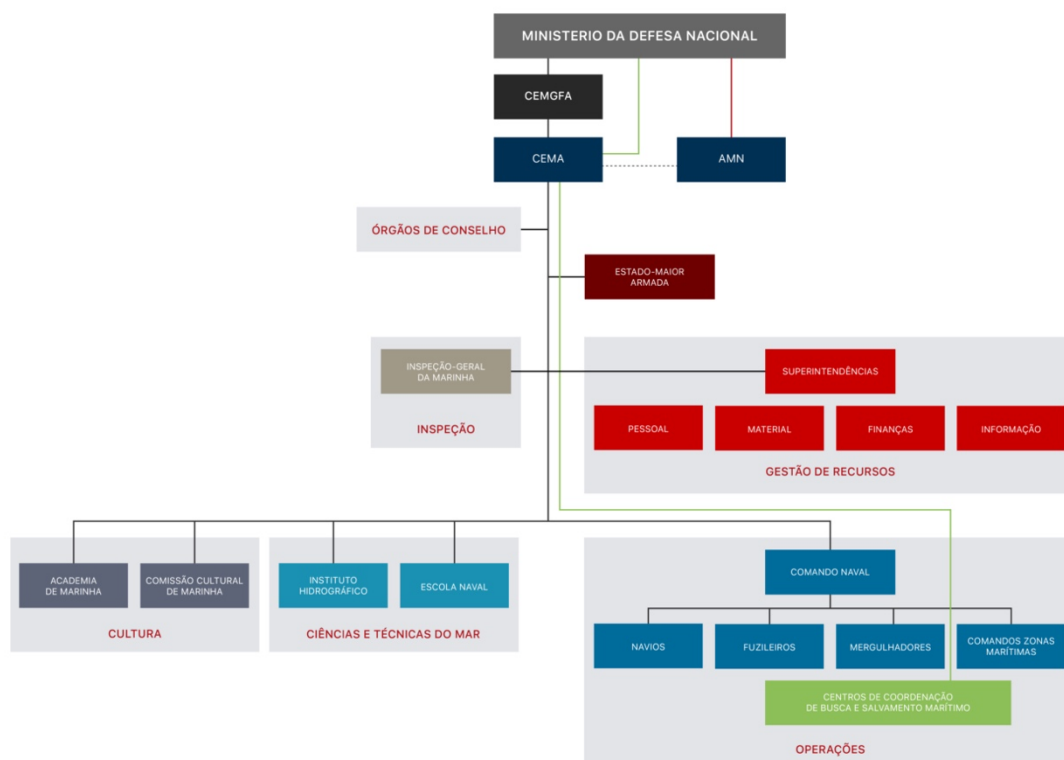 MINISTERIO DA DEFESA NACIONAL
CEMGFA
CEMA
AMN
ÓRGÃOS DE CONSELHO
ESTADO-MAIOR
ARMADA
INSPEÇÃO-GERAL
DA MARINHA
INSPEÇÃO
SUPERINTENDÊNCIAS
PESSOAL
MATERIAL
FINANÇAS
INFORMAÇÃO
GESTÃO DE RECURSOS
ACADEMIA
DE MARINHA
COMISSÃO CULTURAL
DE MARINHA
CULTURA
INSTITUTO
HIDROGRÁFICO
ESCOLA NAVAL
CIÊNCIAS E TÉCNICAS DO MAR
COMANDO NAVAL
NAVIOS
FUZILEIROS
MERGULHADORES
COMANDOS ZONAS
MARÍTIMAS
CENTROS DE COORDENAÇÃO
DE BUSCA E SALVAMENTO MARÍTIMO
OPERAÇÕES